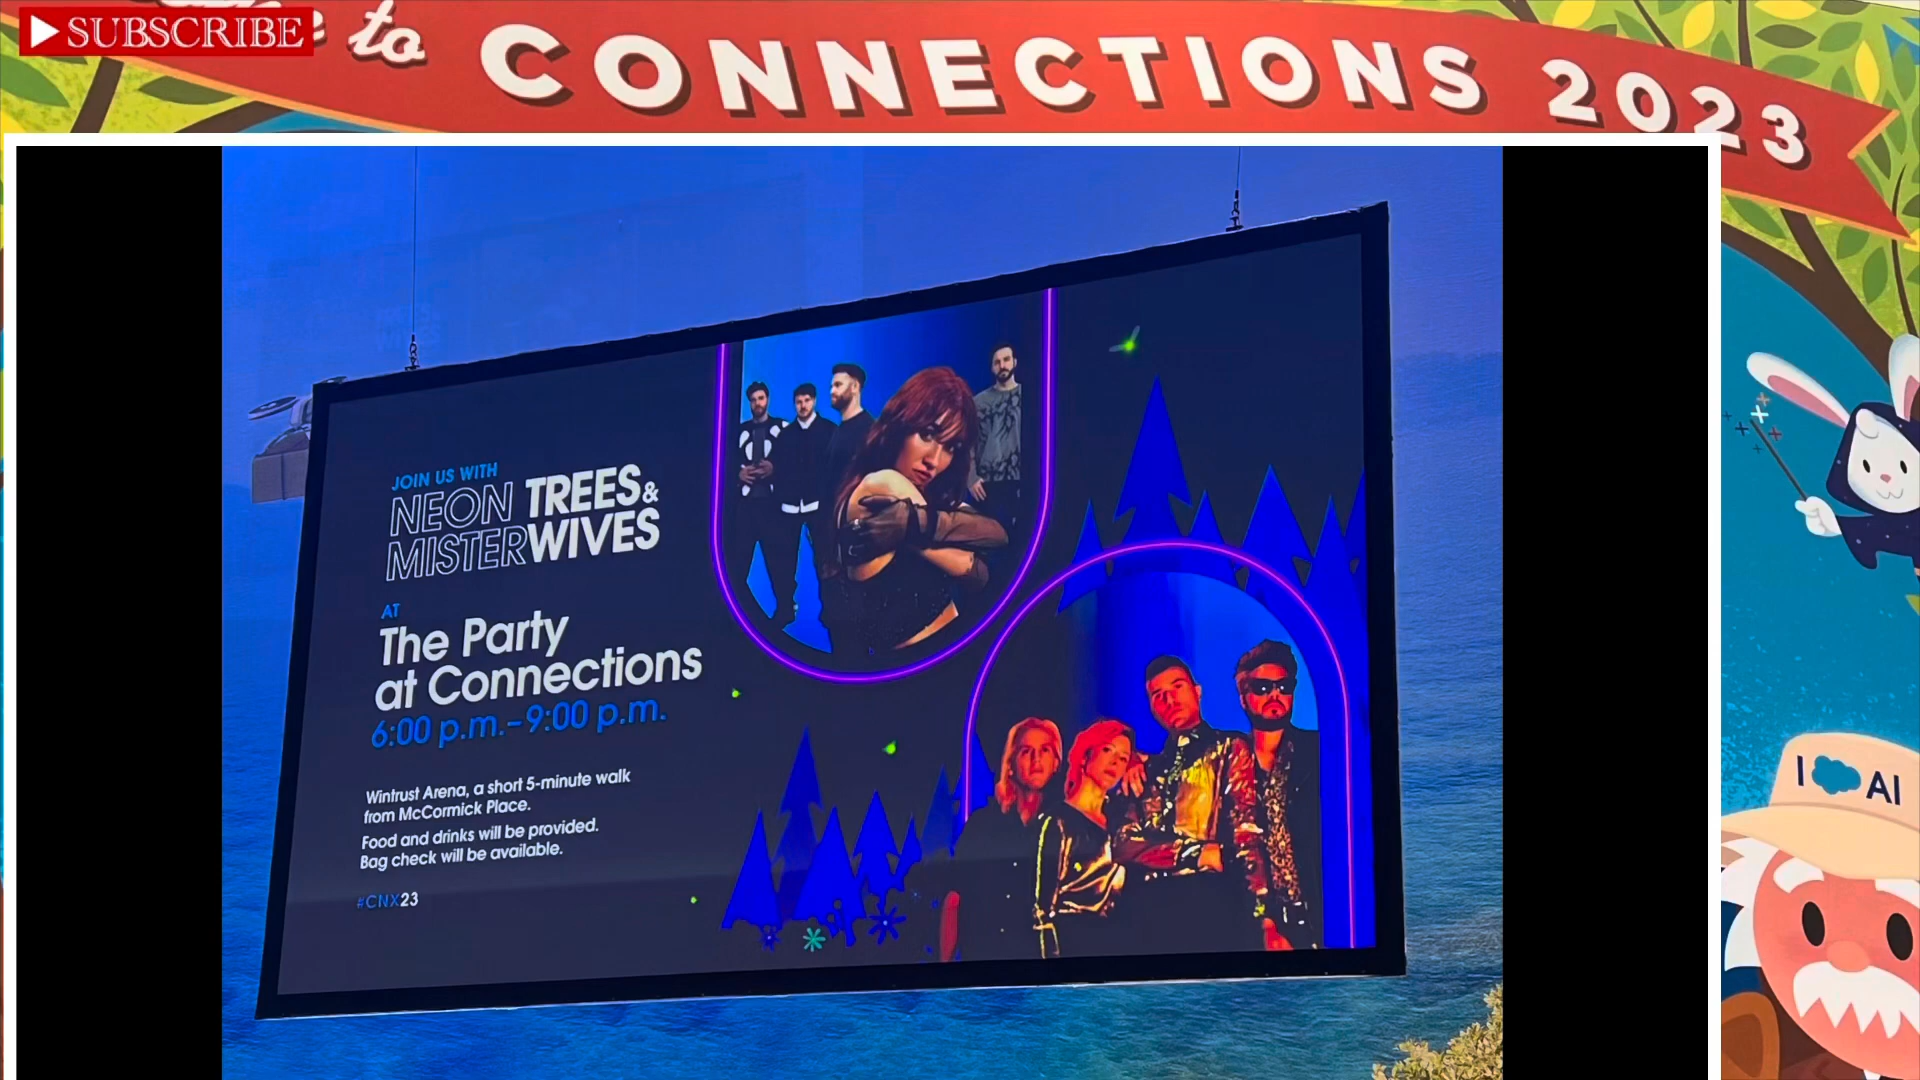 SUBSCRIBE
to CONNECTIONS 2023
JOIN US WITH
NEON TREES &
MISTERWIVES
AT
The Party
at Connections
6:00 p.m.-9:00 p.m.
Wintrust Arena, a short 5-minute walk
from McCormick Place.
Food and drinks will be provided.
Bag check will be available.
#CNX23
I AI